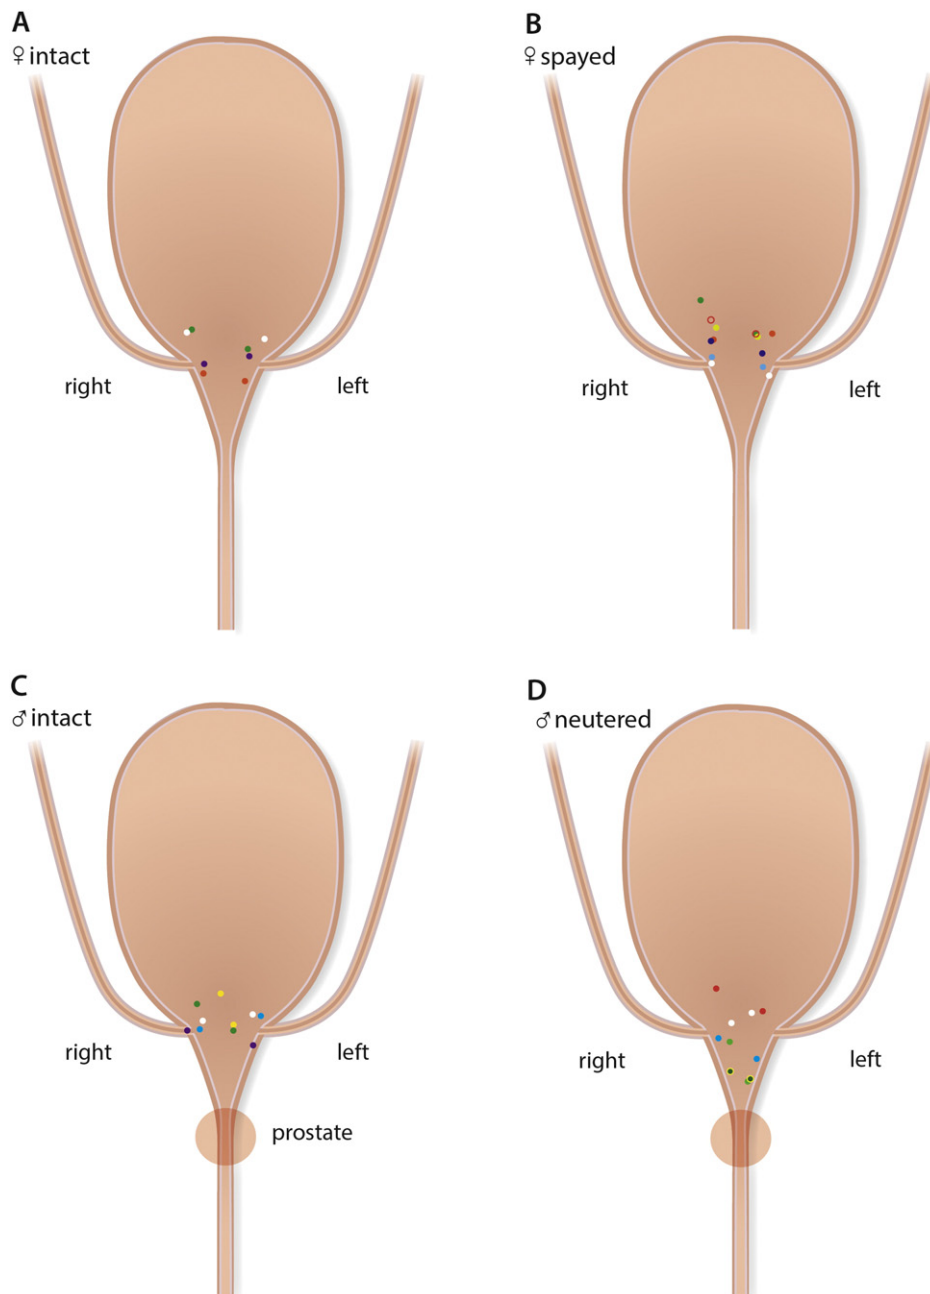 A
♀ intact
right
left
B
♀ spayed
right
left
C
♂ intact
right
left
prostate
D
♂ neutered
right
left